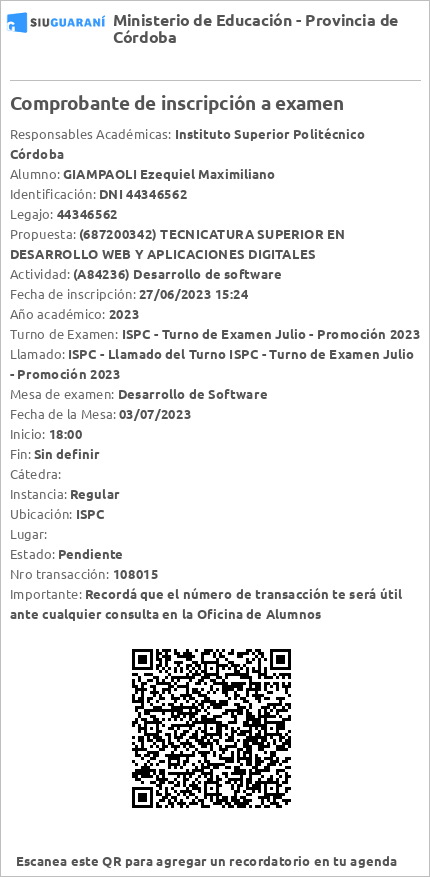 SIUGUARANÍ Ministerio de Educación - Provincia de
Córdoba
Comprobante de inscripción a examen
Responsables Académicas: Instituto Superior Politécnico
Córdoba
Alumno: GIAMPAOLI Ezequiel Maximiliano
Identificación: DNI 44346562
Legajo: 44346562
Propuesta: (687200342) TECNICATURA SUPERIOR EN
DESARROLLO WEB Y APLICACIONES DIGITALES
Actividad: (A84236) Desarrollo de software
Fecha de inscripción: 27/06/2023 15:24
Año académico: 2023
Turno de Examen: ISPC - Turno de Examen Julio - Promoción 2023
Llamado: ISPC - Llamado del Turno ISPC - Turno de Examen Julio
- Promoción 2023
Mesa de examen: Desarrollo de Software
Fecha de la Mesa: 03/07/2023
Inicio: 18:00
Fin: Sin definir
Cátedra:
Instancia: Regular
Ubicación: ISPC
Lugar:
Estado: Pendiente
Nro transacción: 108015
Importante: Recordá que el número de transacción te será útil
ante cualquier consulta en la Oficina de Alumnos
Escanea este QR para agregar un recordatorio en tu agenda